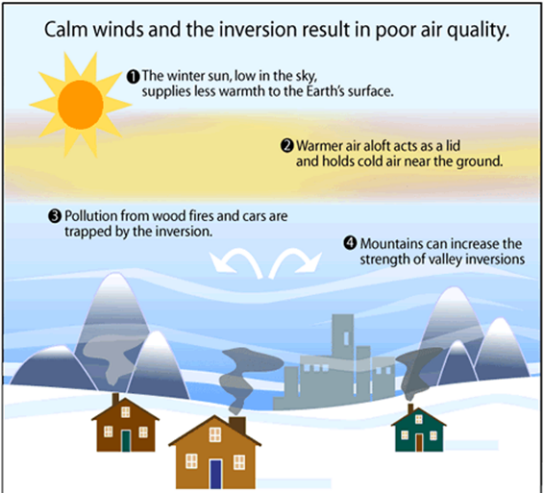 Calm winds and the inversion result in poor air quality.
❶ The winter sun, low in the sky,
supplies less warmth to the Earth's surface.
❷ Warmer air aloft acts as a lid
and holds cold air near the ground.
❸ Pollution from wood fires and cars are
trapped by the inversion.
❹ Mountains can increase the
strength of valley inversions